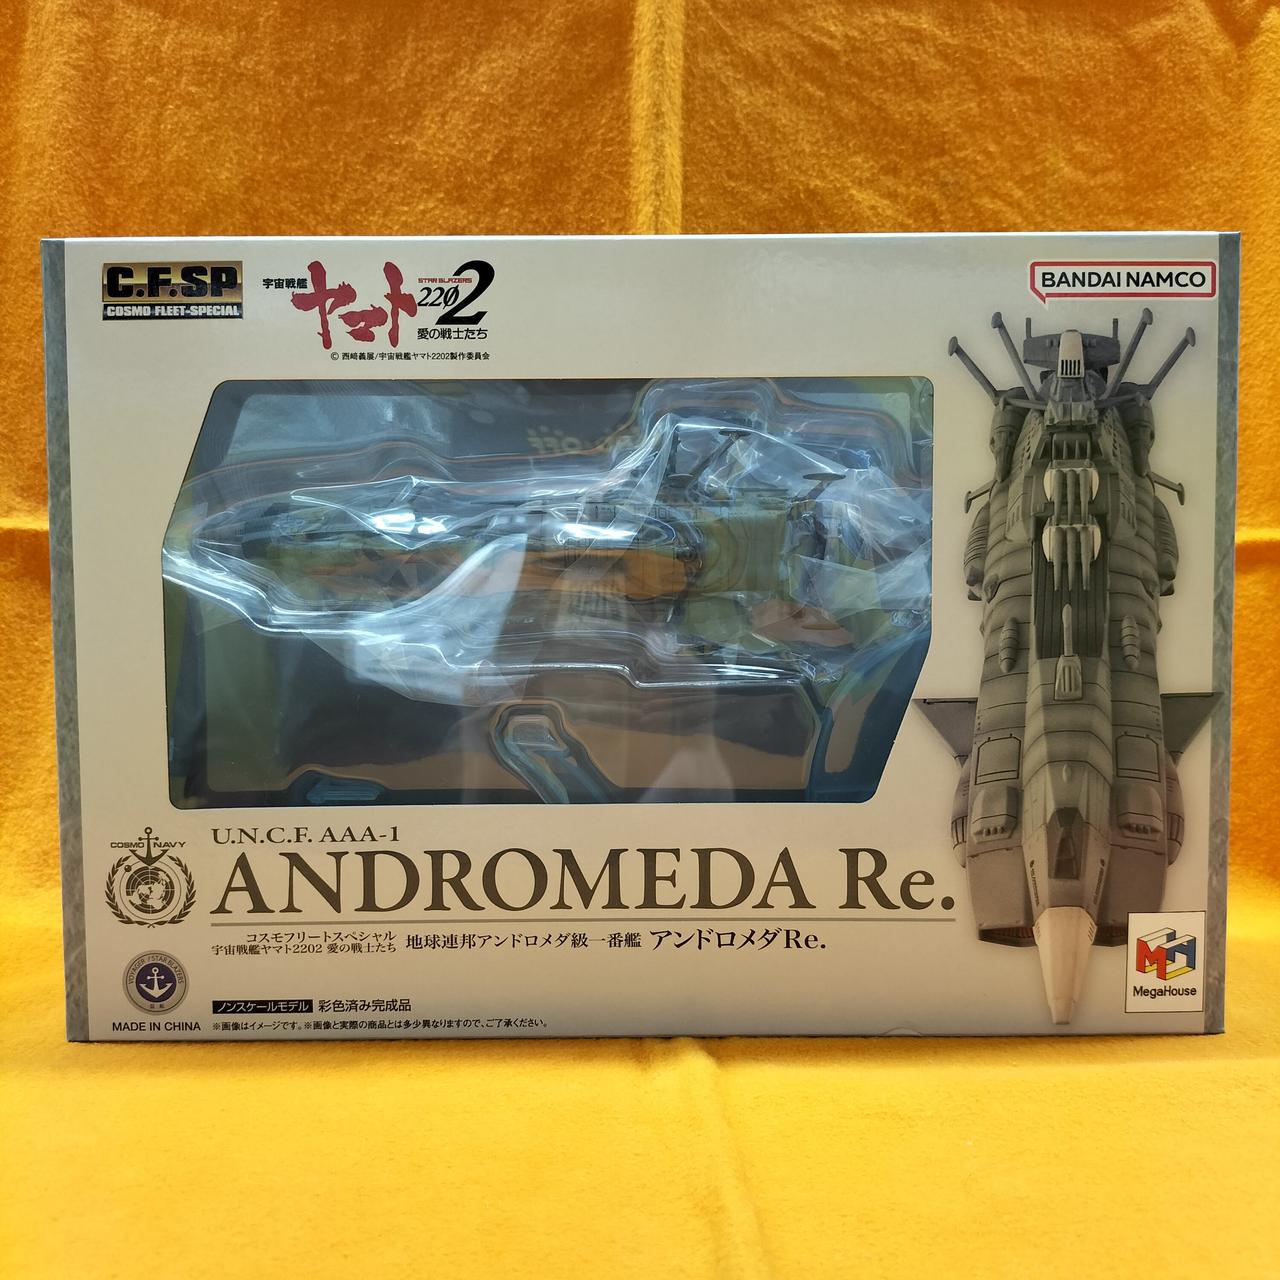 C.F.SP
COSMO FLEET-SPECIAL
宇宙戦艦
ヤマト
STAR BLAZERS
2202
愛の戦士たち
© 西﨑義展/宇宙戦艦ヤマト2202製作委員会
BANDAI NAMCO
U.N.C.F. AAA-1
ANDROMEDA Re.
COSMO NAVY
コスモフリートスペシャル
宇宙戦艦ヤマト2202 愛の戦士たち
地球連邦アンドロメダ級一番艦 アンドロメダRe.
VOYAGER / STAR BLAZERS
ノンスケールモデル 彩色済み完成品
MADE IN CHINA
※画像はイメージです。※画像と実際の商品とは多少異なりますので、ご了承ください。
MegaHouse